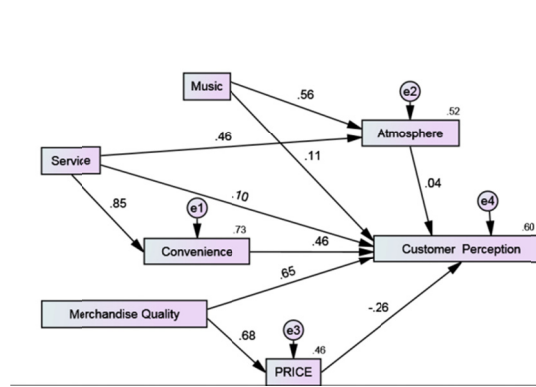 Music
.56
e2
.52
Atmosphere
.46
.11
Service
.04
.10
.85
e1
e4
.73
.60
Convenience
.46
Customer Perception
.65
Merchandise Quality
-.26
.68
e3
.46
PRICE